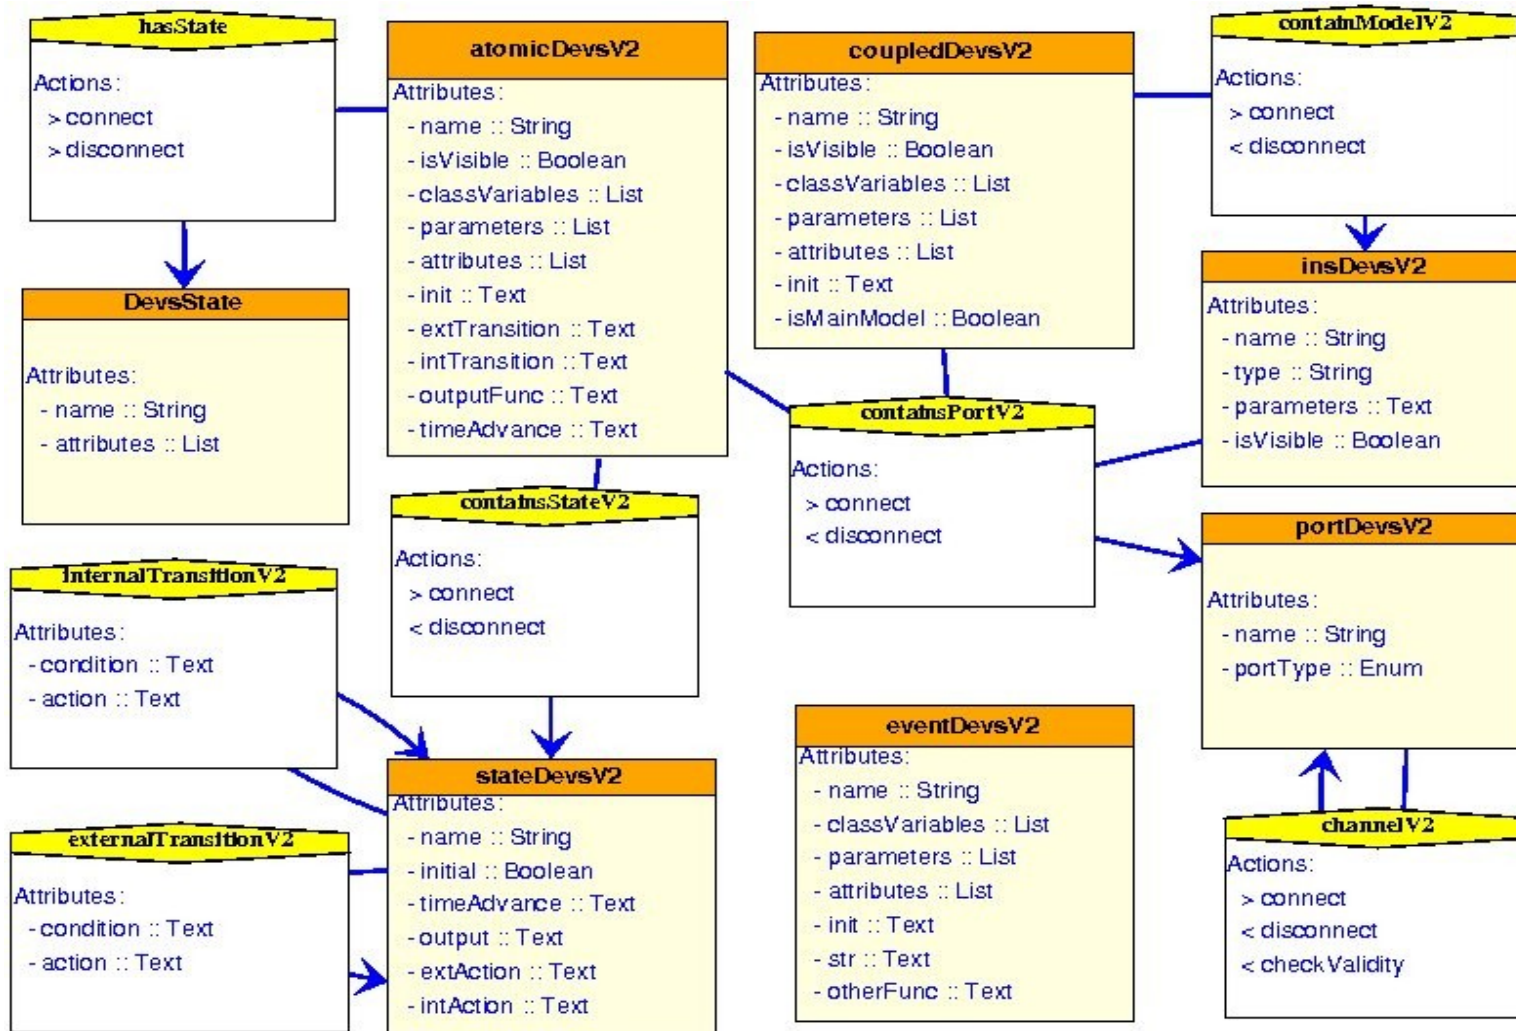 hasState
Actions:
> connect
> disconnect
atomicDevsV2
Attributes:
- name :: String
- isVisible :: Boolean
- classVariables :: List
- parameters :: List
- attributes :: List
- init :: Text
- extTransition :: Text
- intTransition :: Text
- outputFunc :: Text
- timeAdvance :: Text
coupledDevsV2
Attributes:
- name :: String
- isVisible :: Boolean
- classVariables :: List
- parameters :: List
- attributes :: List
- init :: Text
- isMainModel :: Boolean
containModelV2
Actions:
> connect
< disconnect
DevsState
Attributes:
- name :: String
- attributes :: List
insDevsV2
Attributes:
- name :: String
- type :: String
- parameters :: Text
- isVisible :: Boolean
containsPortV2
Actions:
> connect
< disconnect
containsStateV2
Actions:
> connect
< disconnect
portDevsV2
Attributes:
- name :: String
- portType :: Enum
internalTransitionV2
Attributes:
- condition :: Text
- action :: Text
stateDevsV2
Attributes:
- name :: String
- initial :: Boolean
- timeAdvance :: Text
- output :: Text
- extAction :: Text
- intAction :: Text
eventDevsV2
Attributes:
- name :: String
- classVariables :: List
- parameters :: List
- attributes :: List
- init :: Text
- str :: Text
- otherFunc :: Text
externalTransitionV2
Attributes:
- condition :: Text
- action :: Text
channelV2
Actions:
> connect
< disconnect
< checkValidity